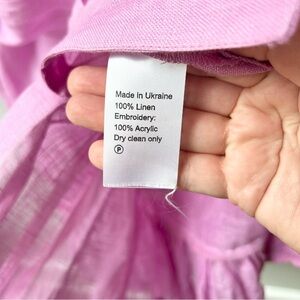 Made in Ukraine
100% Linen
Embroidery:
100% Acrylic
Dry clean only
P